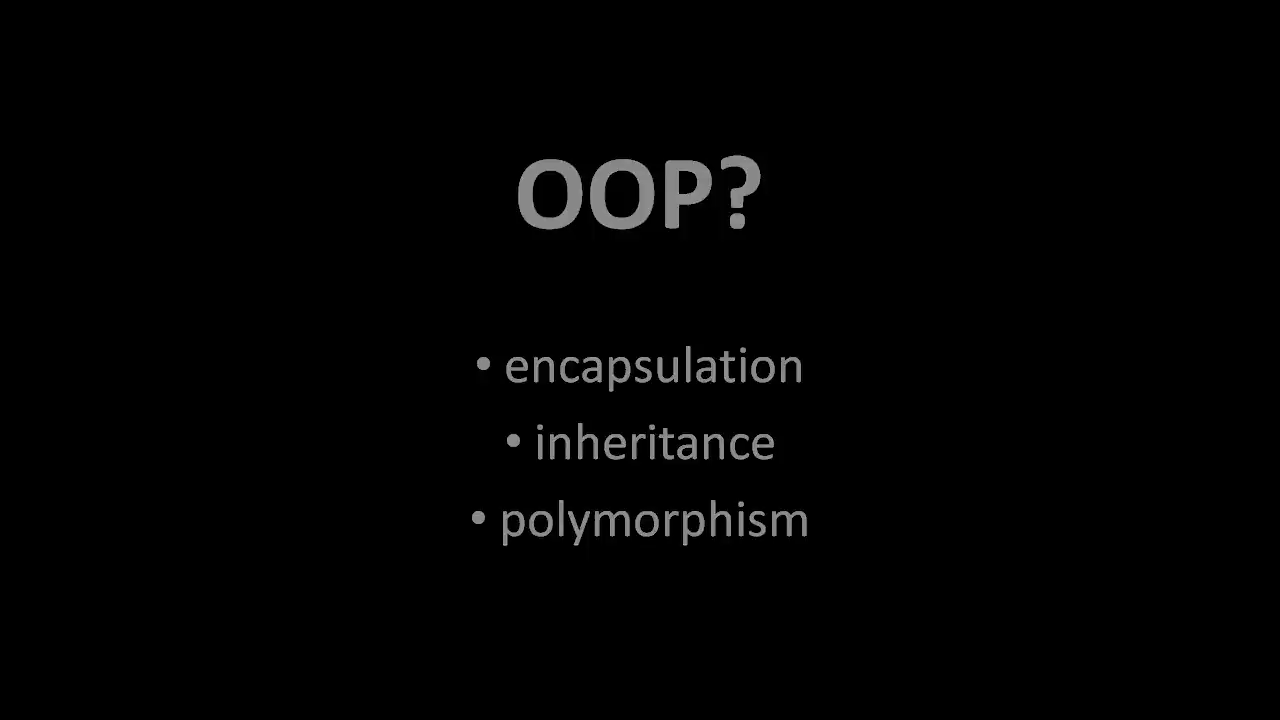 OOP?
• encapsulation
• inheritance
• polymorphism